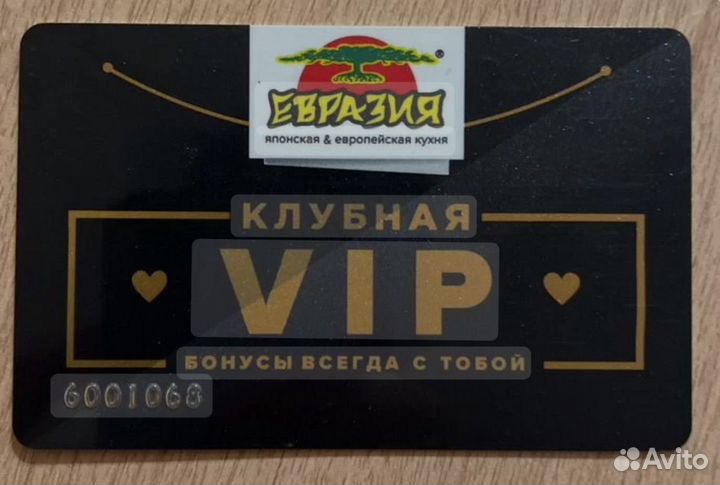 ЕВРАЗИЯ®
японская & европейская кухня
КЛУБНАЯ
VIP
БОНУСЫ ВСЕГДА С ТОБОЙ
6001068
Avito